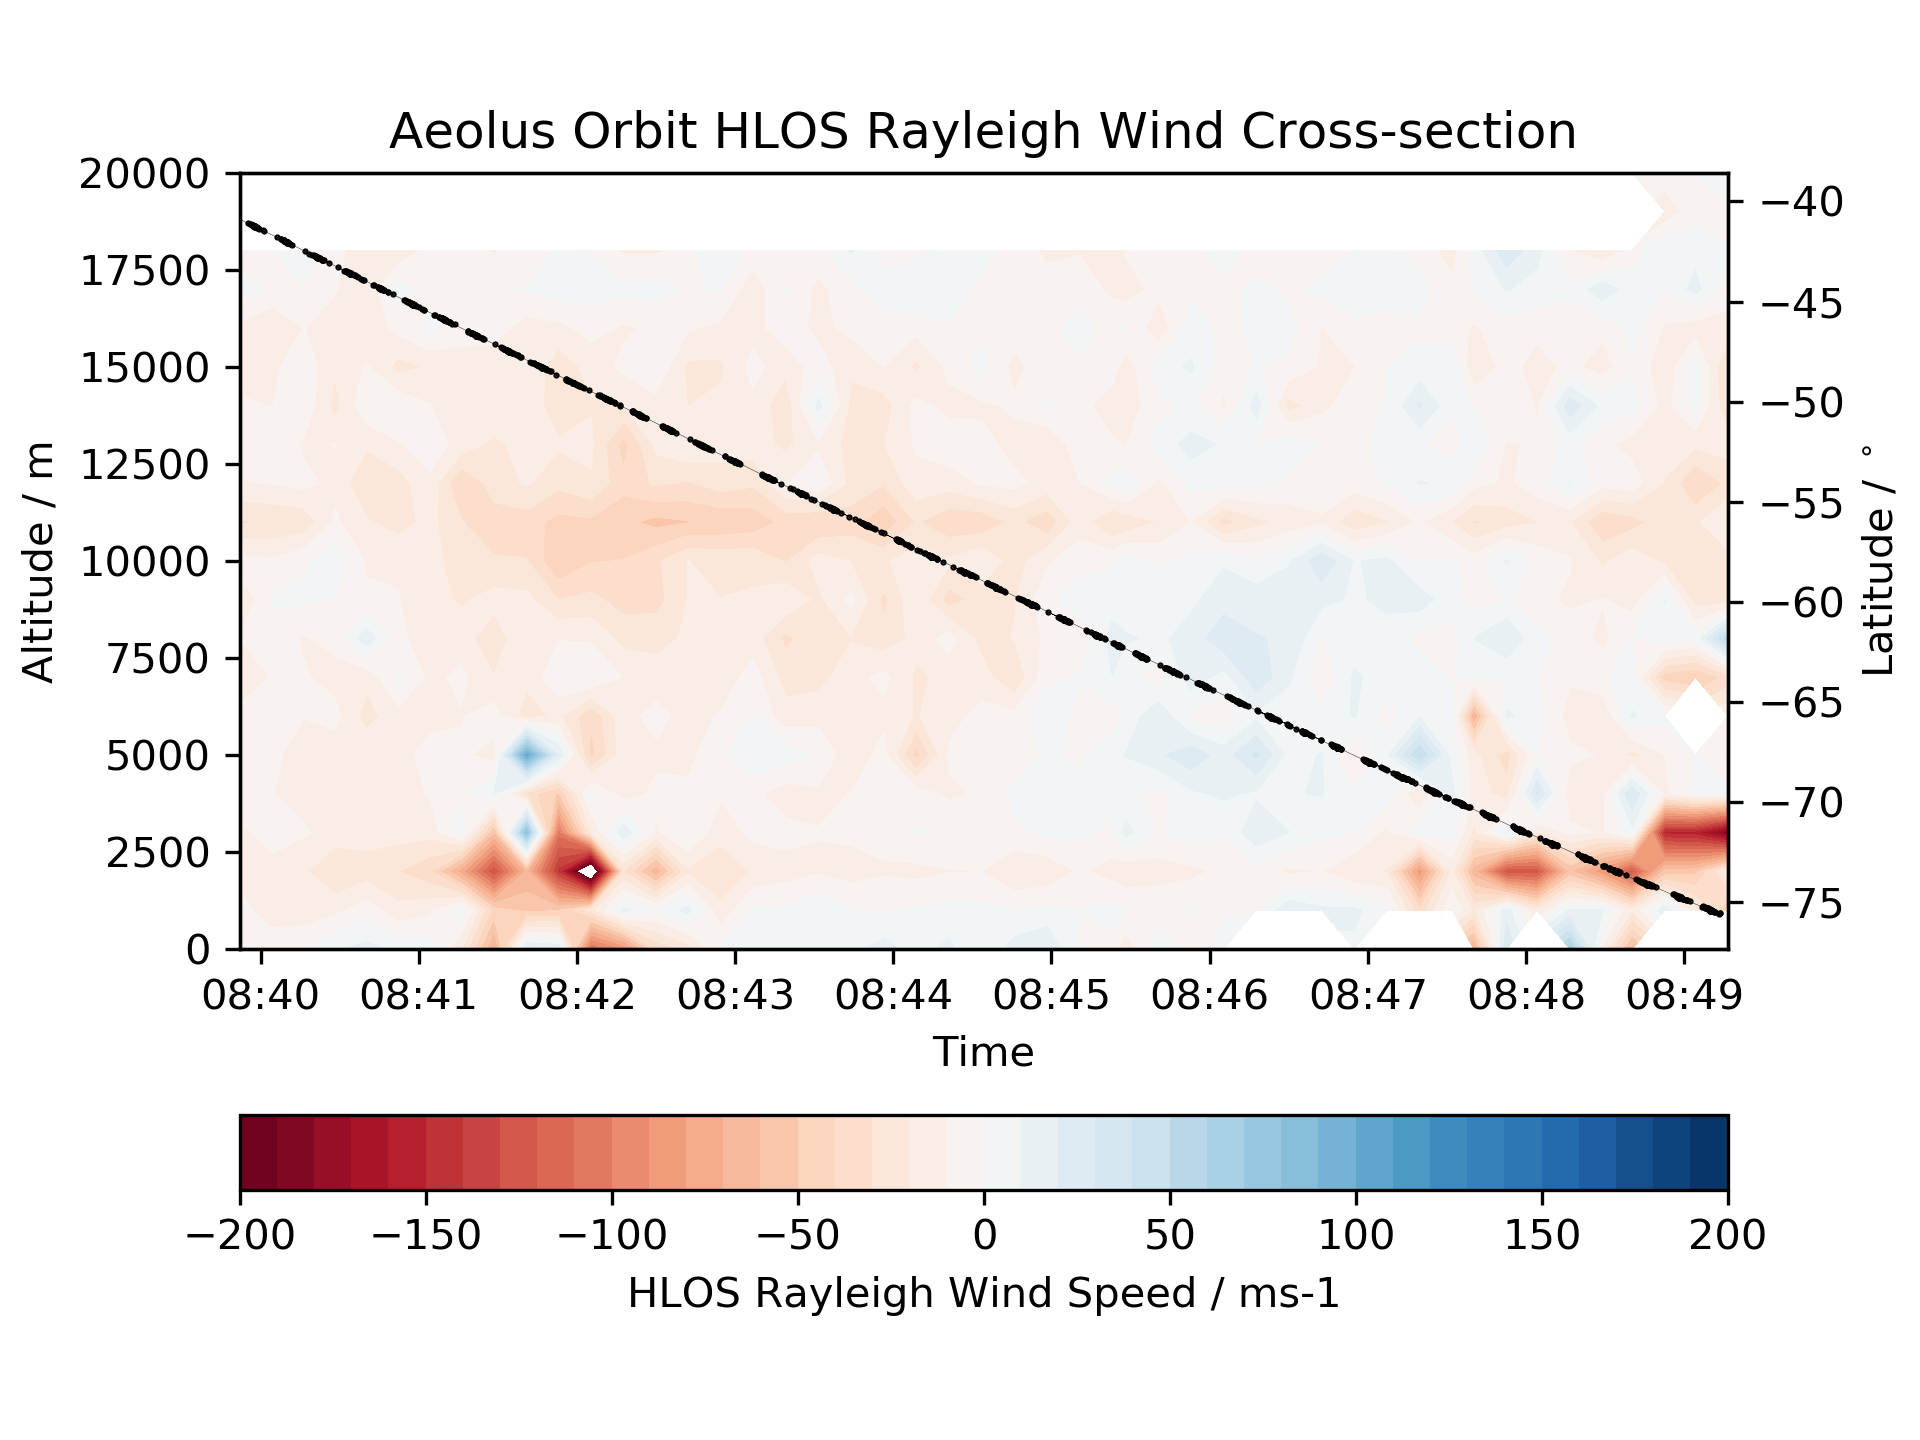 Aeolus Orbit HLOS Rayleigh Wind Cross-section
20000
17500
15000
12500
10000
7500
5000
2500
0
Altitude / m
−40
−45
−50
−55
−60
−65
−70
−75
Latitude / °
08:40 08:41 08:42 08:43 08:44 08:45 08:46 08:47 08:48 08:49
Time
−200 −150 −100 −50 0 50 100 150 200
HLOS Rayleigh Wind Speed / ms-1